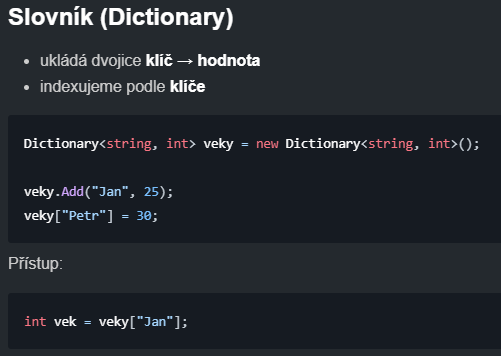 Slovník (Dictionary)
• ukládá dvojice klíč → hodnota
• indexujeme podle klíče
Dictionary<string, int> veky = new Dictionary<string, int>();
veky.Add("Jan", 25);
veky["Petr"] = 30;
Přístup:
int vek = veky["Jan"];